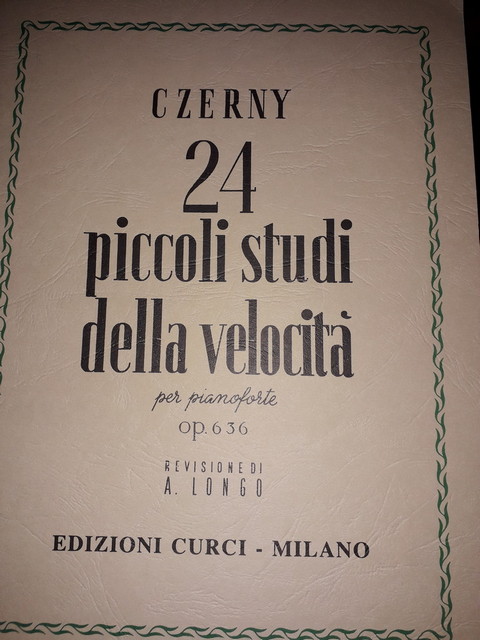 CZERNY
24
piccoli studi
della velocità
per pianoforte
op. 636
REVISIONE DI
A. LONGO
EDIZIONI CURCI - MILANO